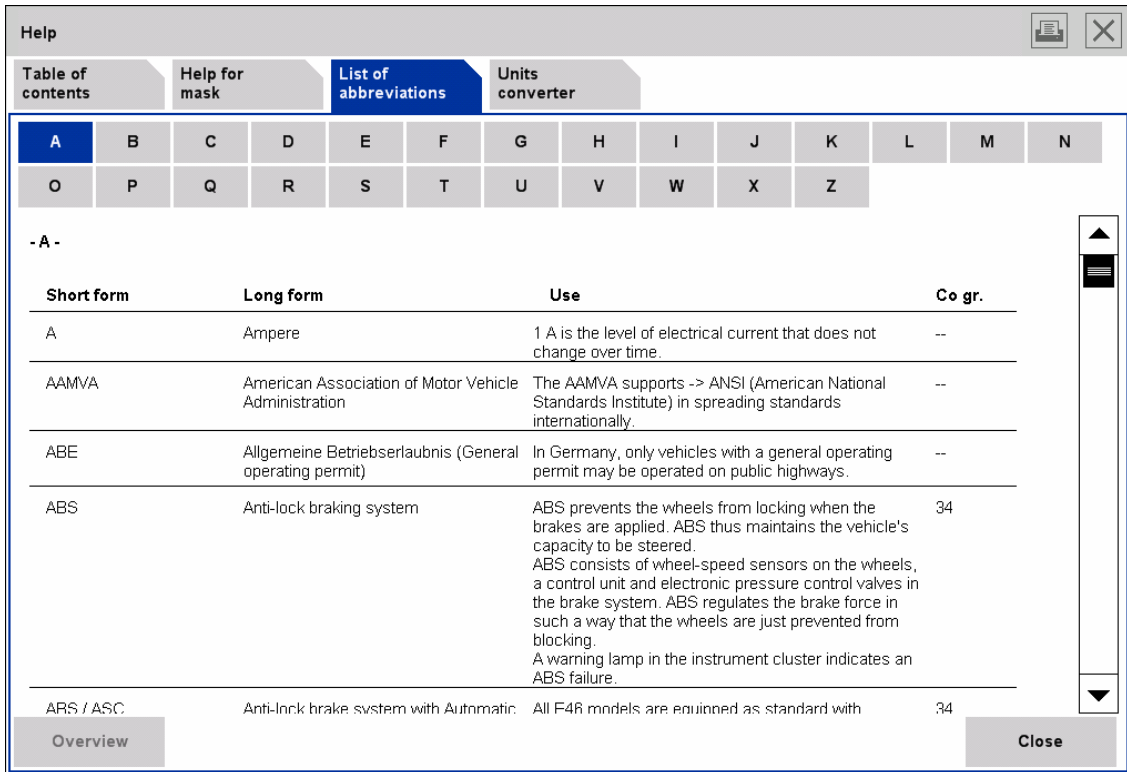 Help
Table of contents
Help for mask
List of abbreviations
Units converter
A B C D E F G H I J K L M N
O P Q R S T U V W X Z
- A -
Short form Long form Use Co gr.
A Ampere 1 A is the level of electrical current that does not --
change over time.
AAMVA American Association of Motor Vehicle The AAMVA supports -> ANSI (American National --
Administration Standards Institute) in spreading standards
internationally.
ABE Allgemeine Betriebserlaubnis (General In Germany, only vehicles with a general operating --
operating permit) permit may be operated on public highways.
ABS Anti-lock braking system ABS prevents the wheels from locking when the 34
brakes are applied. ABS thus maintains the vehicle's
capacity to be steered.
ABS consists of wheel-speed sensors on the wheels,
a control unit and electronic pressure control valves in
the brake system. ABS regulates the brake force in
such a way that the wheels are just prevented from
blocking.
A warning lamp in the instrument cluster indicates an
ABS failure.
ABS / ASC Anti-lock brake system with Automatic All E46 models are equipped as standard with 34
Overview Close